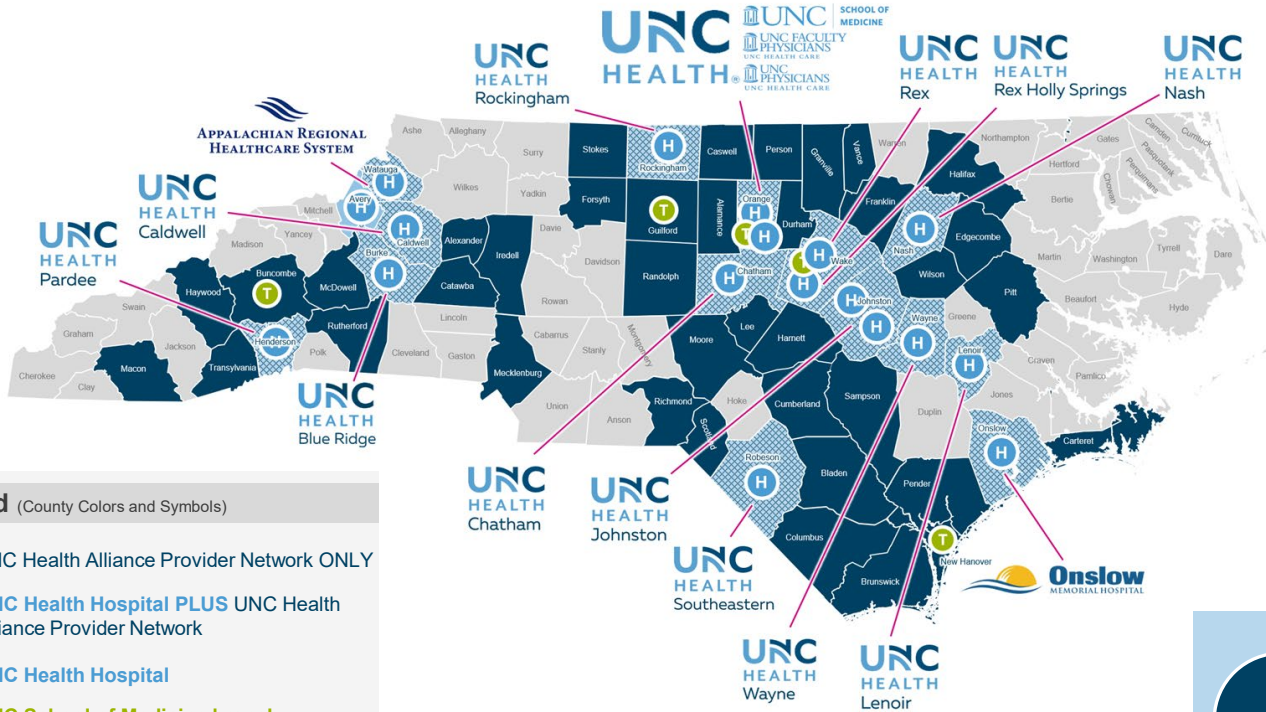 UNC
HEALTH®
UNC SCHOOL OF MEDICINE
UNC FACULTY PHYSICIANS
UNC HEALTH CARE
UNC PHYSICIANS
UNC HEALTH CARE
UNC
HEALTH
Rockingham
UNC
HEALTH
Rex
UNC
HEALTH
Rex Holly Springs
UNC
HEALTH
Nash
APPALACHIAN REGIONAL
HEALTHCARE SYSTEM
UNC
HEALTH
Caldwell
UNC
HEALTH
Pardee
Ashe
Alleghany
Surry
Stokes
H
Rockingham
Caswell
Person
Granville
Vance
Warren
Halifax
Northampton
Hertford
Gates
Chowan
Camden
Currituck
Pasquotank
Perquimans
Watauga
H
Avery
H
Wilkes
Yadkin
Forsyth
T
Guilford
Alamance
Orange
H
T
H
Durham
Franklin
Nash
H
Edgecombe
Bertie
Mitchell
Yancey
Madison
H
Caldwell
Burke
H
Alexander
Iredell
Davie
Davidson
Randolph
H
Chatham
T
H
Wake
H
Wilson
Martin
Washington
Tyrrell
Dare
Haywood
Buncombe
T
McDowell
Catawba
Rowan
H
Johnston
H
Wayne
H
Greene
Pitt
Beaufort
Hyde
Swain
Graham
Jackson
Cherokee
Clay
Macon
Transylvania
Henderson
Polk
Rutherford
Cleveland
Lincoln
Gaston
Mecklenburg
Cabarrus
Stanly
Montgomery
Moore
Lee
Harnett
Lenoir
H
Craven
Pamlico
Jones
Union
Anson
Richmond
Scotland
Hoke
Cumberland
Sampson
Duplin
Onslow
H
Carteret
Robeson
H
Bladen
Pender
Columbus
Brunswick
T
New Hanover
UNC
HEALTH
Blue Ridge
UNC
HEALTH
Chatham
UNC
HEALTH
Johnston
UNC
HEALTH
Southeastern
UNC
HEALTH
Wayne
UNC
HEALTH
Lenoir
Onslow
MEMORIAL HOSPITAL
(County Colors and Symbols)
Health Alliance Provider Network ONLY
Health Hospital PLUS UNC Health
Provider Network
Health Hospital